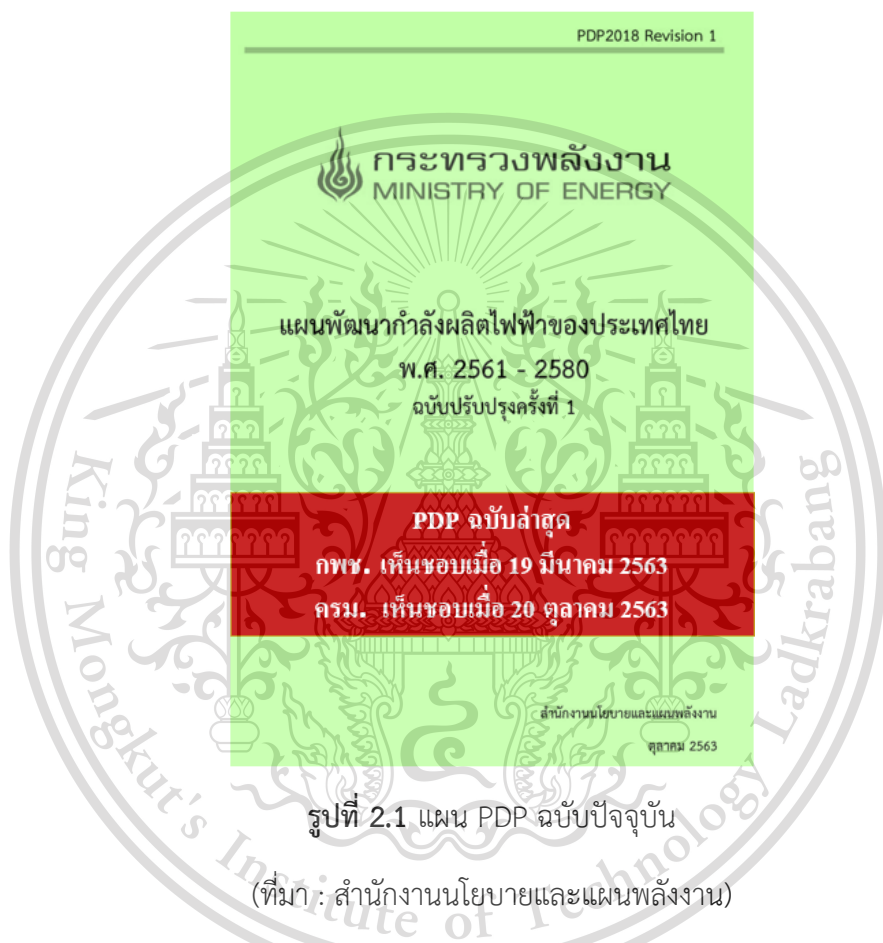 PDP2018 Revision 1
กระทรวงพลังงาน
MINISTRY OF ENERGY
แผนพัฒนากำลังผลิตไฟฟ้าของประเทศไทย
พ.ศ. 2561 - 2580
ฉบับปรับปรุงครั้งที่ 1
PDP ฉบับล่าสุด
กพช. เห็นชอบเมื่อ 19 มีนาคม 2563
ครม. เห็นชอบเมื่อ 20 ตุลาคม 2563
สำนักงานนโยบายและแผนพลังงาน
ตุลาคม 2563
รูปที่ 2.1 แผน PDP ฉบับปัจจุบัน
(ที่มา : สำนักงานนโยบายและแผนพลังงาน)
King Mongkut's Institute of Technology Ladkrabang